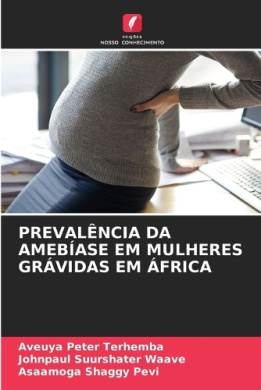 edições
NOSSO CONHECIMENTO
PREVALÊNCIA DA
AMEBÍASE EM MULHERES
GRÁVIDAS EM ÁFRICA
Aveuya Peter Terhemba
Johnpaul Suurshater Waave
Asaamoga Shaggy Pevi